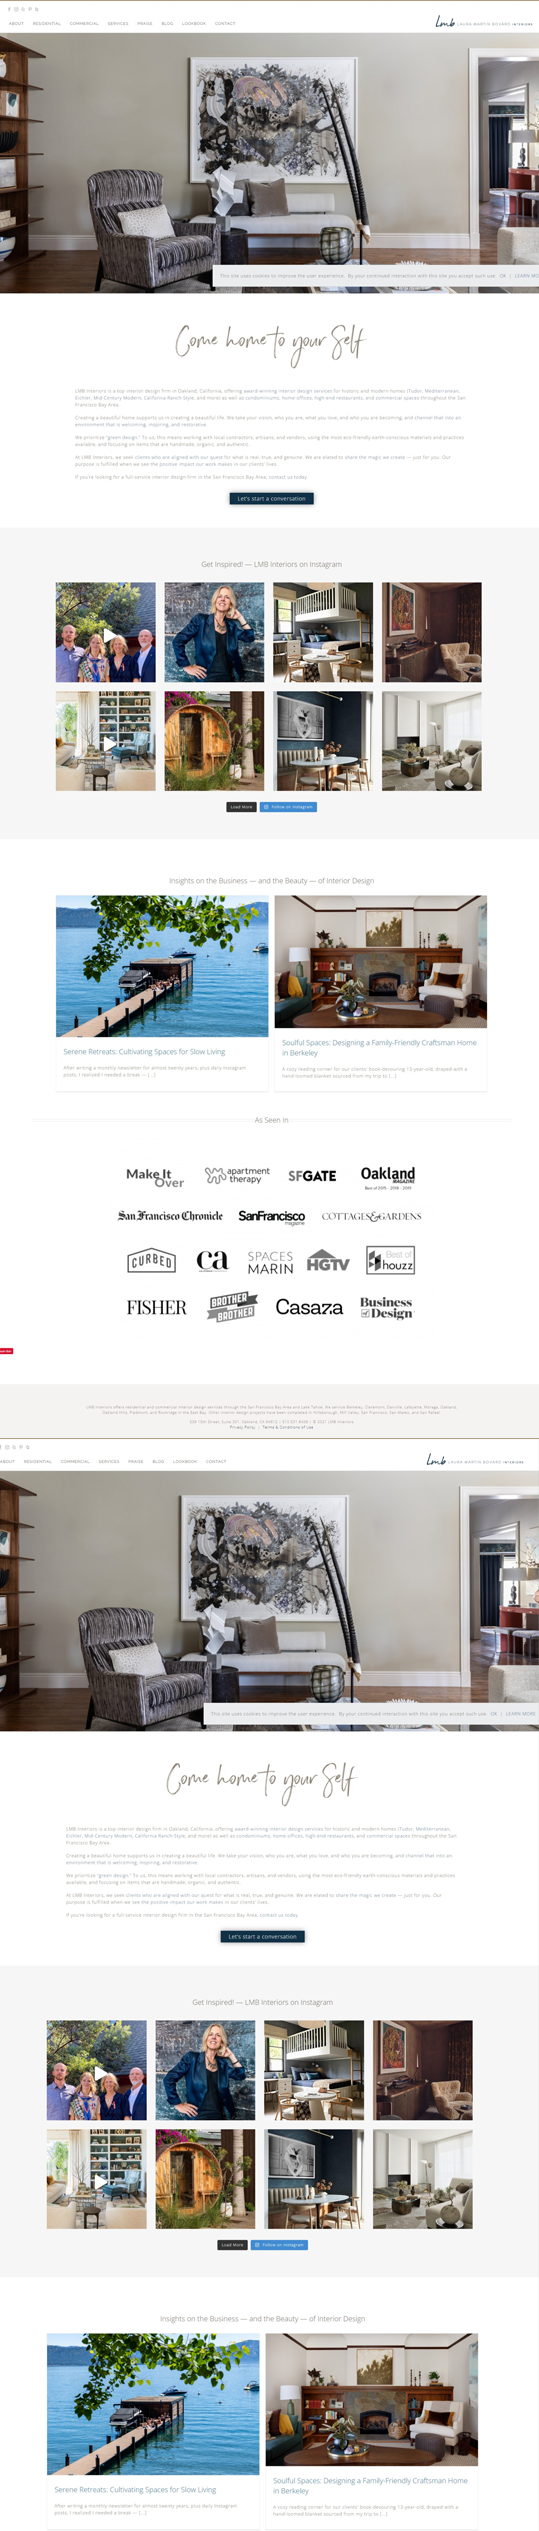 ABOUT RESIDENTIAL COMMERCIAL SERVICES PRAISE BLOG LOOKBOOK CONTACT
Lmb LAURA MARTIN BOVARD INTERIORS
This site uses cookies to improve the user experience. By your continued interaction with this site you accept such use. OK | LEARN MO
Come home to your Self
LMB Interiors is a top interior design firm in Oakland, California, offering award-winning interior design services for historic and modern homes (Tudor, Mediterranean,
Eichler, Mid-Century Modern, California Ranch Style, and more) as well as condominiums, home offices, high-end restaurants, and commercial spaces throughout the San
Francisco Bay Area.
Creating a beautiful home supports us in creating a beautiful life. We take your vision, who you are, what you love, and who you are becoming, and channel that into an
environment that is welcoming, inspiring, and restorative.
We prioritize "green design." To us, this means working with local contractors, artisans, and vendors, using the most eco-friendly earth-conscious materials and practices
available, and focusing on items that are handmade, organic, and authentic.
At LMB Interiors, we seek clients who are aligned with our quest for what is real, true, and genuine. We are elated to share the magic we create — just for you. Our
purpose is fulfilled when we see the positive impact our work makes in our clients' lives.
If you're looking for a full-service interior design firm in the San Francisco Bay Area, contact us today.
Let's start a conversation
Get Inspired! — LMB Interiors on Instagram
Load More Follow on Instagram
Insights on the Business — and the Beauty — of Interior Design
Serene Retreats: Cultivating Spaces for Slow Living
After writing a monthly newsletter for almost twenty years, plus daily Instagram
posts, I realized I needed a break — [...]
Soulful Spaces: Designing a Family-Friendly Craftsman Home
in Berkeley
A cozy reading corner for our clients' book-devouring 13-year-old, draped with a
hand-loomed blanket sourced from my trip to [...]
As Seen In
Make It Over
apartment therapy
SFGATE
Oakland MAGAZINE
Best of 2015 - 2018 - 2019
San Francisco Chronicle
SanFrancisco magazine
COTTAGES & GARDENS
CURBED
ca
SPACES MARIN
HGTV
Best of houzz
FISHER
BROTHER BROTHER
Casaza
Business Design
LMB Interiors offers residential and commercial interior design services through the San Francisco Bay Area and Lake Tahoe. We service Berkeley, Claremont, Danville, Lafayette, Moraga, Oakland,
Oakland Hills, Piedmont, and Rockridge in the East Bay. Other interior design projects have been completed in Hillsborough, Mill Valley, San Francisco, San Mateo, and San Rafael.
Privacy Policy | Terms & Conditions of Use
ABOUT RESIDENTIAL COMMERCIAL SERVICES PRAISE BLOG LOOKBOOK CONTACT
Lmb LAURA MARTIN BOVARD INTERIORS
This site uses cookies to improve the user experience. By your continued interaction with this site you accept such use. OK | LEARN MORE
Come home to your Self
LMB Interiors is a top interior design firm in Oakland, California, offering award-winning interior design services for historic and modern homes (Tudor, Mediterranean,
Eichler, Mid-Century Modern, California Ranch Style, and more) as well as condominiums, home offices, high-end restaurants, and commercial spaces throughout the San
Francisco Bay Area.
Creating a beautiful home supports us in creating a beautiful life. We take your vision, who you are, what you love, and who you are becoming, and channel that into an
environment that is welcoming, inspiring, and restorative.
We prioritize "green design." To us, this means working with local contractors, artisans, and vendors, using the most eco-friendly earth-conscious materials and practices
available, and focusing on items that are handmade, organic, and authentic.
At LMB Interiors, we seek clients who are aligned with our quest for what is real, true, and genuine. We are elated to share the magic we create — just for you. Our
purpose is fulfilled when we see the positive impact our work makes in our clients' lives.
If you're looking for a full-service interior design firm in the San Francisco Bay Area, contact us today.
Let's start a conversation
Get Inspired! — LMB Interiors on Instagram
Load More Follow on Instagram
Insights on the Business — and the Beauty — of Interior Design
Serene Retreats: Cultivating Spaces for Slow Living
After writing a monthly newsletter for almost twenty years, plus daily Instagram
posts, I realized I needed a break — [...]
Soulful Spaces: Designing a Family-Friendly Craftsman Home
in Berkeley
A cozy reading corner for our clients' book-devouring 13-year-old, draped with a
hand-loomed blanket sourced from my trip to [...]